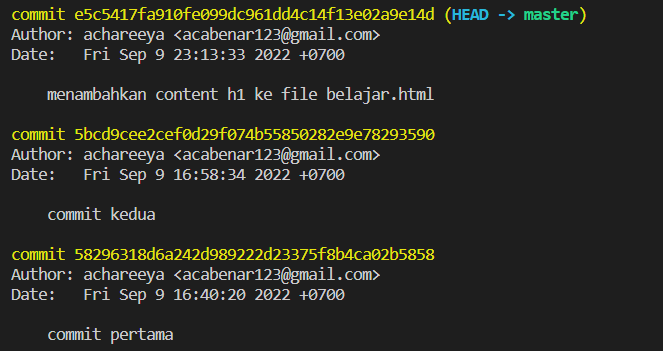 commit e5c5417fa910fe099dc961dd4c14f13e02a9e14d (HEAD -> master)
Author: achareeya <acabenar123@gmail.com>
Date:   Fri Sep 9 23:13:33 2022 +0700
menambahkan content h1 ke file belajar.html
commit 5bcd9cee2cef0d29f074b55850282e9e78293590
Author: achareeya <acabenar123@gmail.com>
Date:   Fri Sep 9 16:58:34 2022 +0700
commit kedua
commit 58296318d6a242d989222d23375f8b4ca02b5858
Author: achareeya <acabenar123@gmail.com>
Date:   Fri Sep 9 16:40:20 2022 +0700
commit pertama